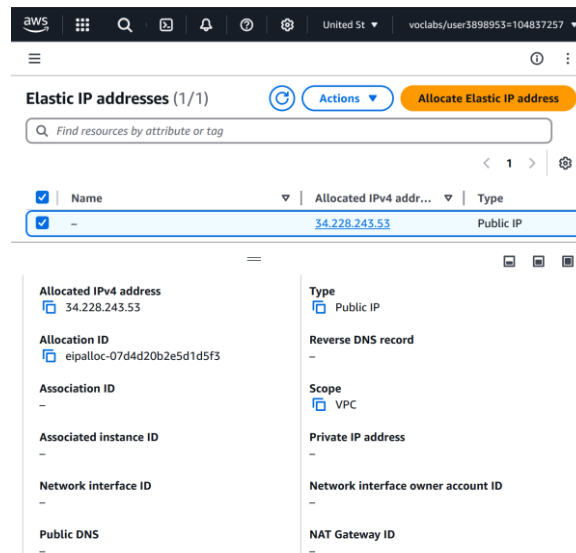 aws United St ▼ voclabs/user3898953=104837257 ▼
Elastic IP addresses (1/1) Actions ▼ Allocate Elastic IP address
Find resources by attribute or tag
< 1 >
Name Allocated IPv4 addr... Type
– 34.228.243.53 Public IP
Allocated IPv4 address Type
34.228.243.53 Public IP
Allocation ID Reverse DNS record
eipalloc-07d4d20b2e5d1d5f3 –
Association ID Scope
– VPC
Associated instance ID Private IP address
– –
Network interface ID Network interface owner account ID
– –
Public DNS NAT Gateway ID
– –